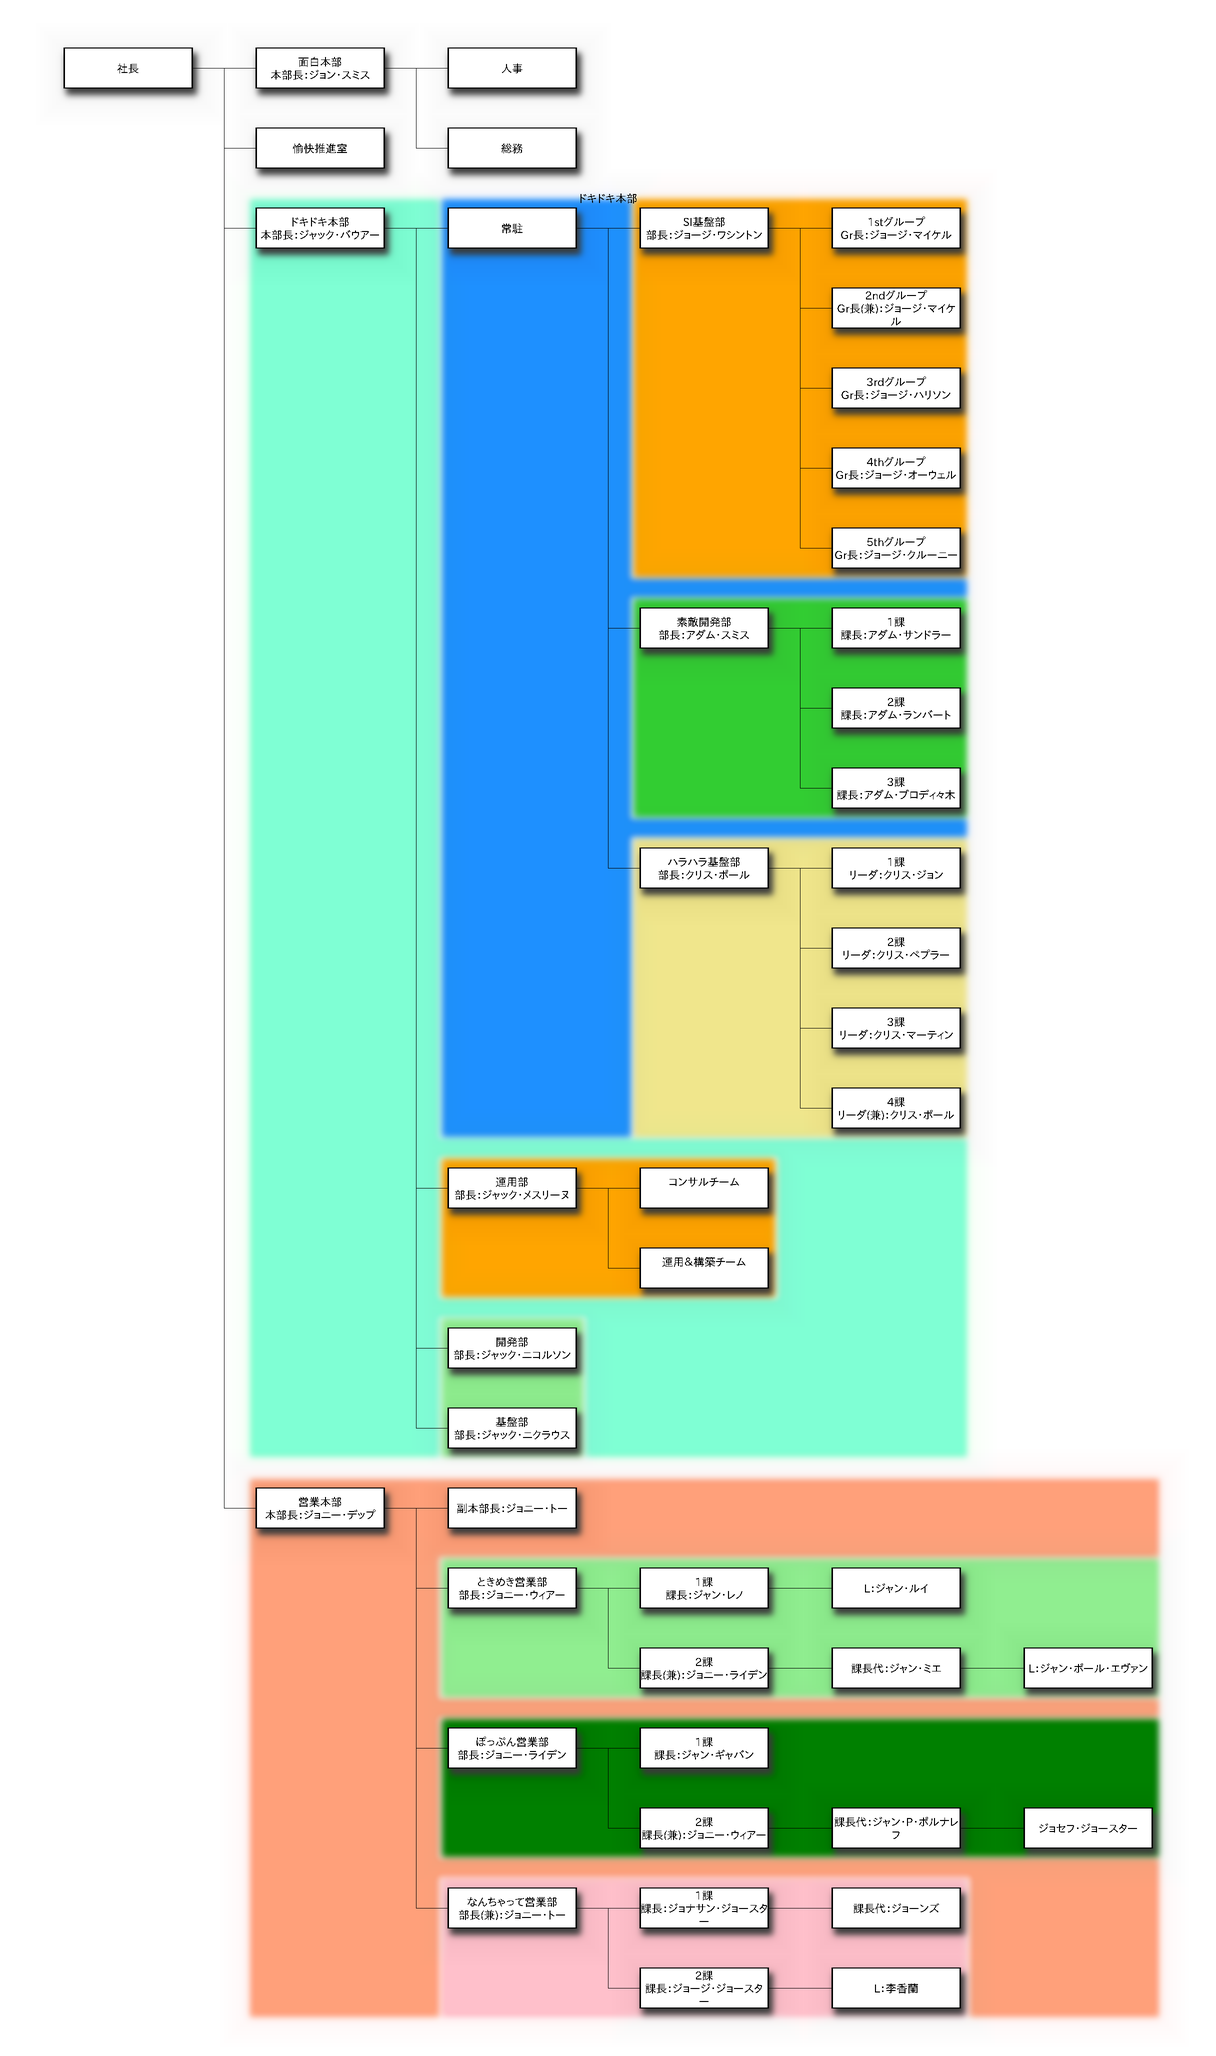 社長
面白本部
本部長：ジョン・スミス
人事
愉快推進室
総務
ドキドキ本部
ドキドキ本部
本部長：ジャック・バウアー
常駐
SI基盤部
部長：ジョージ・ワシントン
1stグループ
Gr長：ジョージ・マイケル
2ndグループ
Gr長(兼)：ジョージ・マイケ
ル
3rdグループ
Gr長：ジョージ・ハリソン
4thグループ
Gr長：ジョージ・オーウェル
5thグループ
Gr長：ジョージ・クルーニー
素敵開発部
部長：アダム・スミス
1課
課長：アダム・サンドラー
2課
課長：アダム・ランバート
3課
課長：アダム・ブロディ々木
ハラハラ基盤部
部長：クリス・ポール
1課
リーダ：クリス・ジョン
2課
リーダ：クリス・ペプラー
3課
リーダ：クリス・マーティン
4課
リーダ(兼)：クリス・ポール
運用部
部長：ジャック・メスリーヌ
コンサルチーム
運用＆構築チーム
開発部
部長：ジャック・ニコルソン
基盤部
部長：ジャック・ニクラウス
営業本部
本部長：ジョニー・デップ
副本部長：ジョニー・トー
ときめき営業部
部長：ジョニー・ウィアー
1課
課長：ジャン・レノ
L：ジャン・ルイ
2課
課長(兼)：ジョニー・ライデン
課長代：ジャン・ミエ
L：ジャン・ポール・エヴァン
ぽっぷん営業部
部長：ジョニー・ライデン
1課
課長：ジャン・ギャバン
2課
課長(兼)：ジョニー・ウィアー
課長代：ジャン・P・ポルナレ
フ
ジョセフ・ジョースター
なんちゃって営業部
部長(兼)：ジョニー・トー
1課
課長：ジョナサン・ジョースタ
ー
課長代：ジョーンズ
2課
課長：ジョージ・ジョースタ
ー
L：李香蘭